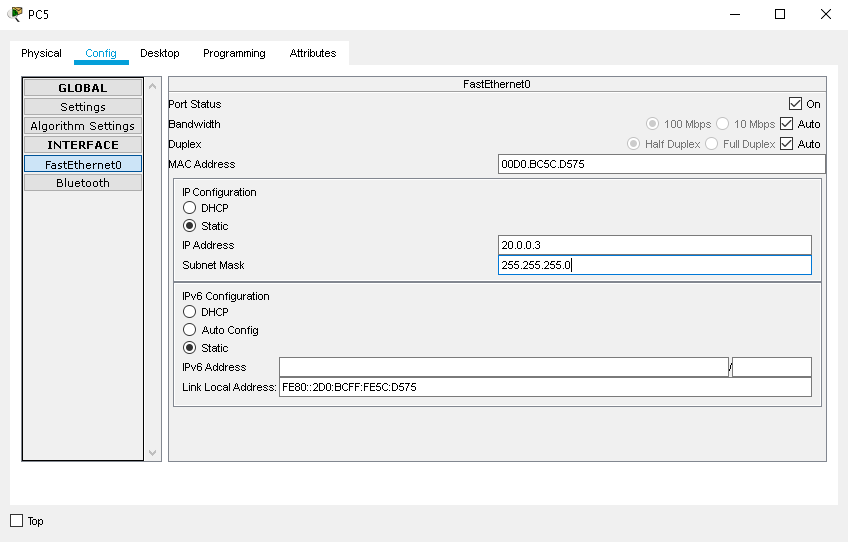 PC5
Physical Config Desktop Programming Attributes
GLOBAL
Settings
Algorithm Settings
INTERFACE
FastEthernet0
Bluetooth
FastEthernet0
Port Status On
Bandwidth 100 Mbps 10 Mbps Auto
Duplex Half Duplex Full Duplex Auto
MAC Address 00D0.BC5C.D575
IP Configuration
DHCP
Static
IP Address 20.0.0.3
Subnet Mask 255.255.255.0
IPv6 Configuration
DHCP
Auto Config
Static
IPv6 Address /
Link Local Address: FE80::2D0:BCFF:FE5C:D575
Top